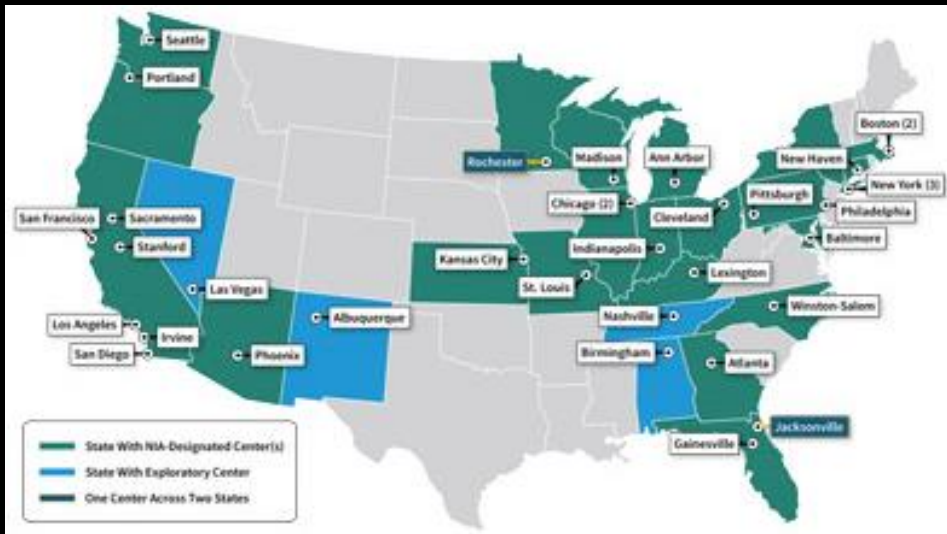 Seattle
Portland
Boston (2)
Rochester
Madison
Ann Arbor
New Haven
Pittsburgh
New York (3)
Chicago (2)
Cleveland
Philadelphia
San Francisco
Sacramento
Baltimore
Stanford
Indianapolis
Kansas City
Lexington
St. Louis
Las Vegas
Winston-Salem
Albuquerque
Nashville
Los Angeles
Irvine
San Diego
Phoenix
Birmingham
Atlanta
Jacksonville
Gainesville
State With NIA-Designated Center(s)
State With Exploratory Center
One Center Across Two States